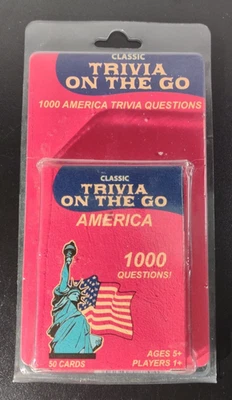 CLASSIC
TRIVIA
ON THE GO
1000 AMERICA TRIVIA QUESTIONS
CLASSIC
TRIVIA
ON THE GO
AMERICA
1000
QUESTIONS!
AGES 5+
50 CARDS PLAYERS 1+